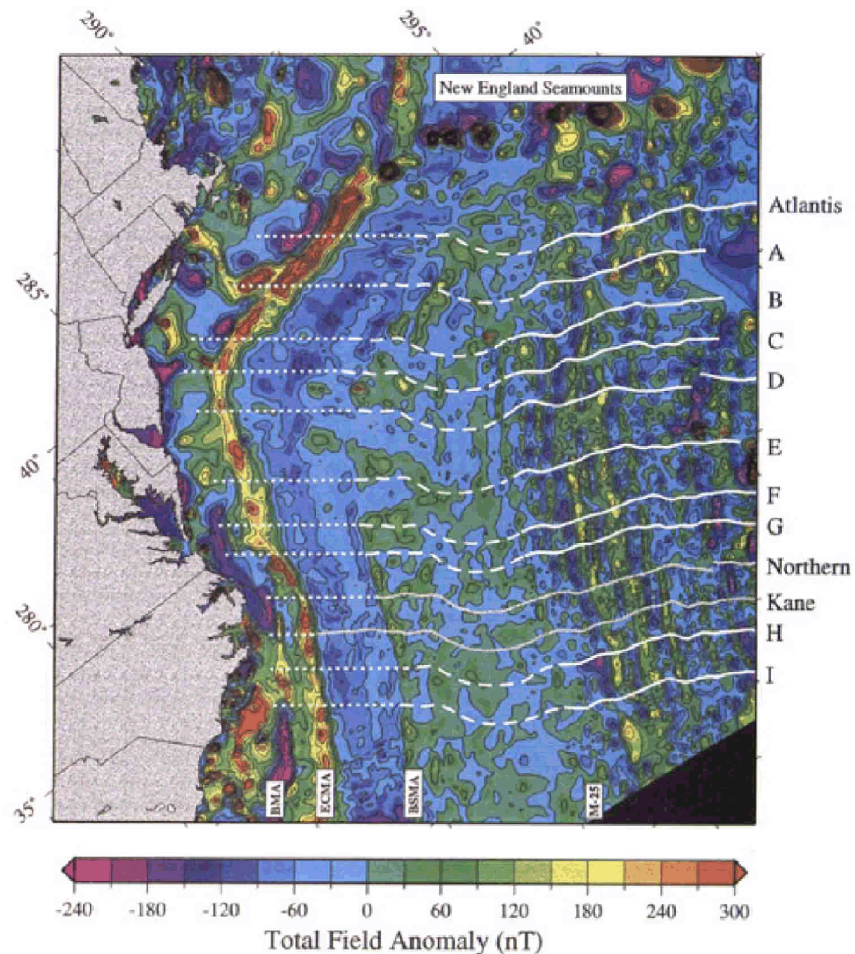 290°
295°
40°
New England Seamounts
Atlantis
A
B
285°
C
D
E
40°
F
G
Northern
Kane
280°
H
I
35°
BMA
ECMA
BSMA
M-25
-240 -180 -120 -60 0 60 120 180 240 300
Total Field Anomaly (nT)